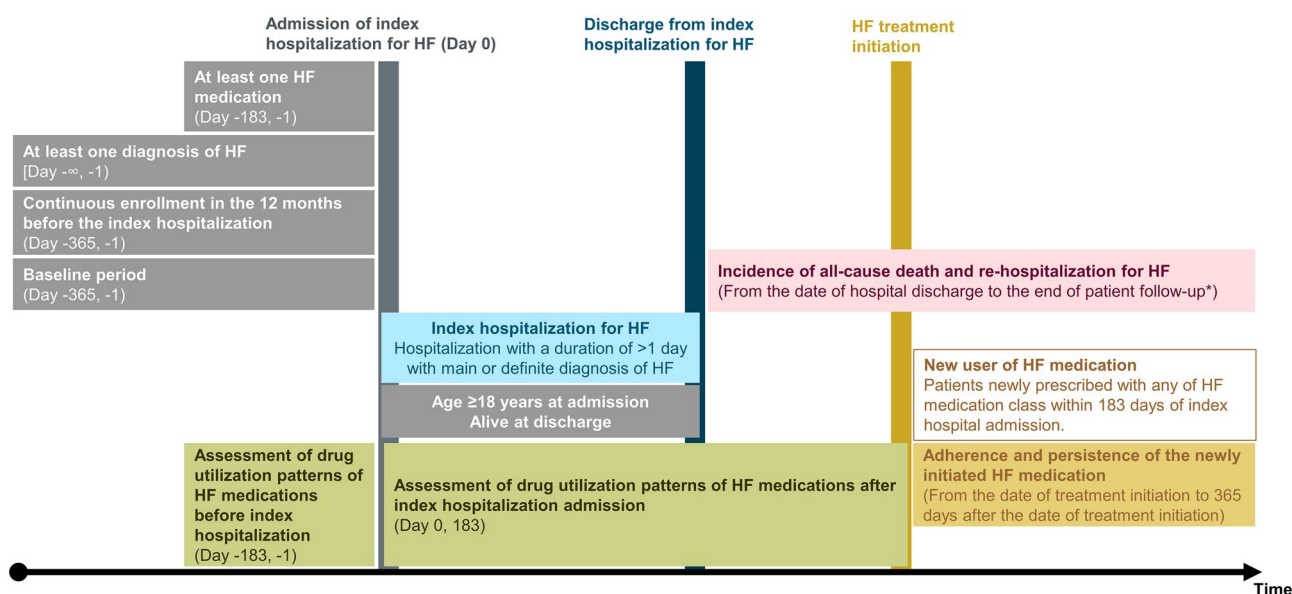 Admission of index
hospitalization for HF (Day 0)
Discharge from index
hospitalization for HF
HF treatment
initiation
At least one HF
medication
(Day -183, -1)
At least one diagnosis of HF
[Day -∞, -1)
Continuous enrollment in the 12 months
before the index hospitalization
(Day -365, -1)
Baseline period
(Day -365, -1)
Incidence of all-cause death and re-hospitalization for HF
(From the date of hospital discharge to the end of patient follow-up*)
Index hospitalization for HF
Hospitalization with a duration of >1 day
with main or definite diagnosis of HF
Age ≥18 years at admission
Alive at discharge
New user of HF medication
Patients newly prescribed with any of HF
medication class within 183 days of index
hospital admission.
Assessment of drug
utilization patterns of
HF medications
before index
hospitalization
(Day -183, -1)
Assessment of drug utilization patterns of HF medications after
index hospitalization admission
(Day 0, 183)
Adherence and persistence of the newly
initiated HF medication
(From the date of treatment initiation to 365
days after the date of treatment initiation)
Time